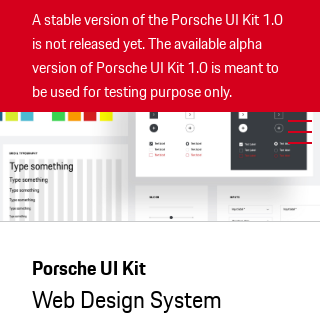 A stable version of the Porsche UI Kit 1.0
is not released yet. The available alpha
version of Porsche UI Kit 1.0 is meant to
be used for testing purpose only.
Type something
Type something
Type something
Type something
Type something
Porsche UI Kit
Web Design System